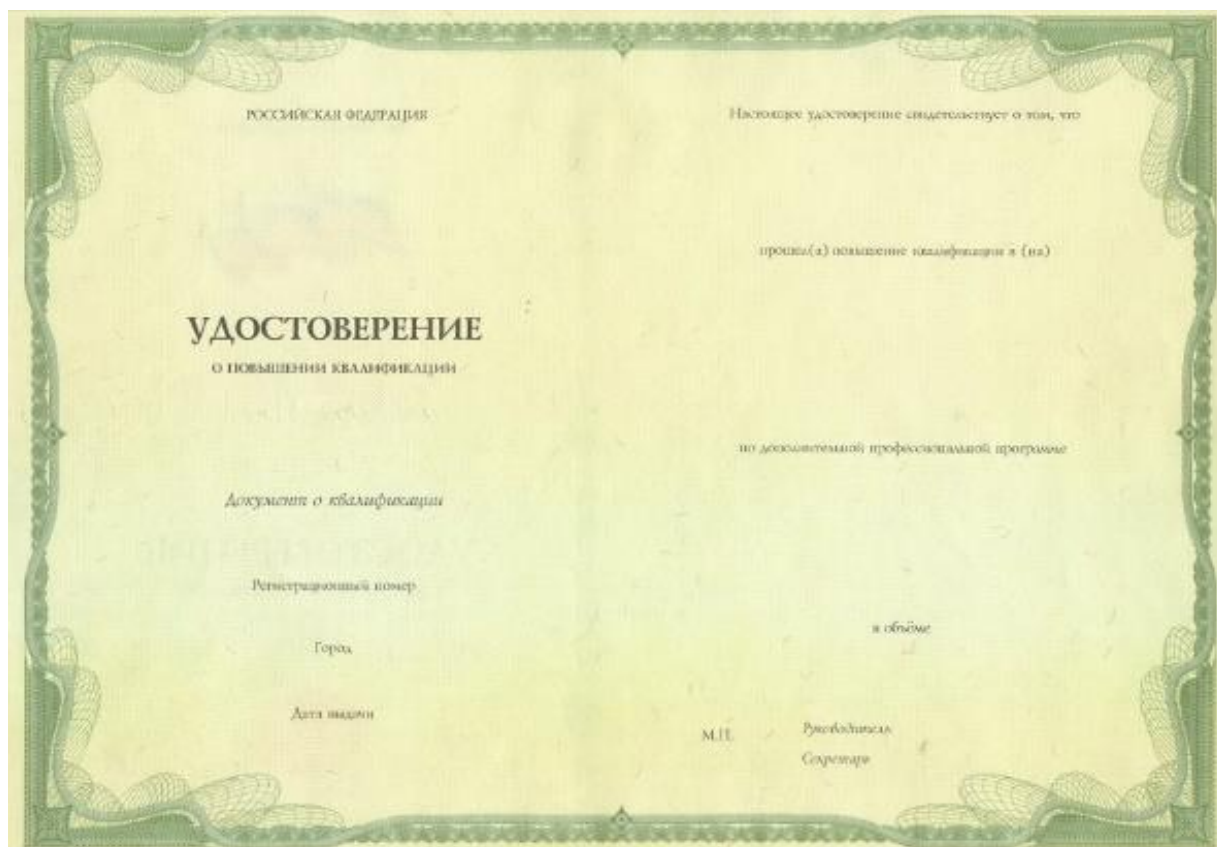 РОССИЙСКАЯ ФЕДЕРАЦИЯ
УДОСТОВЕРЕНИЕ
О ПОВЫШЕНИИ КВАЛИФИКАЦИИ
Документ о квалификации
Регистрационный номер
Город
Дата выдачи
Настоящее удостоверение свидетельствует о том, что
прошел(а) повышение квалификации в (на)
по дополнительной профессиональной программе
в объёме
М.П.
Руководитель
Секретарь